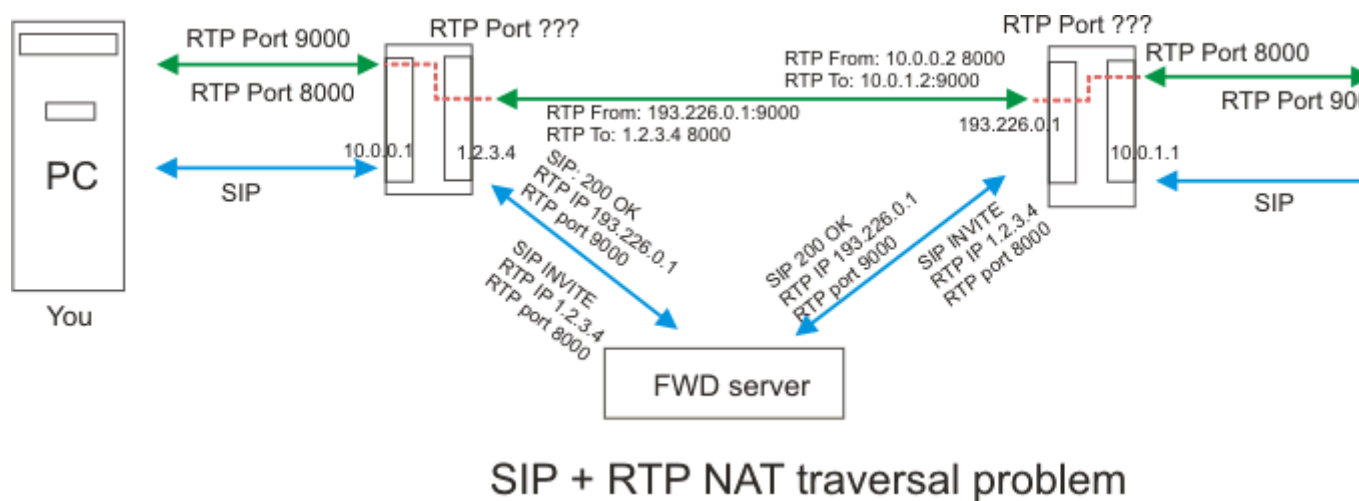 RTP Port ???
RTP Port ???
RTP Port 9000
RTP Port 8000
RTP From: 10.0.0.2 8000
RTP To: 10.0.1.2:9000
RTP Port 8000
RTP Port 900
RTP From: 193.226.0.1:9000
RTP To: 1.2.3.4 8000
193.226.0.1
10.0.0.1
1.2.3.4
10.0.1.1
PC
SIP
SIP
SIP: 200 OK
RTP IP 193.226.0.1
RTP port 9000
SIP INVITE
RTP IP 1.2.3.4
RTP port 8000
SIP 200 OK
RTP IP 193.226.0.1
RTP port 9000
SIP INVITE
RTP IP 1.2.3.4
RTP port 8000
You
FWD server
SIP + RTP NAT traversal problem